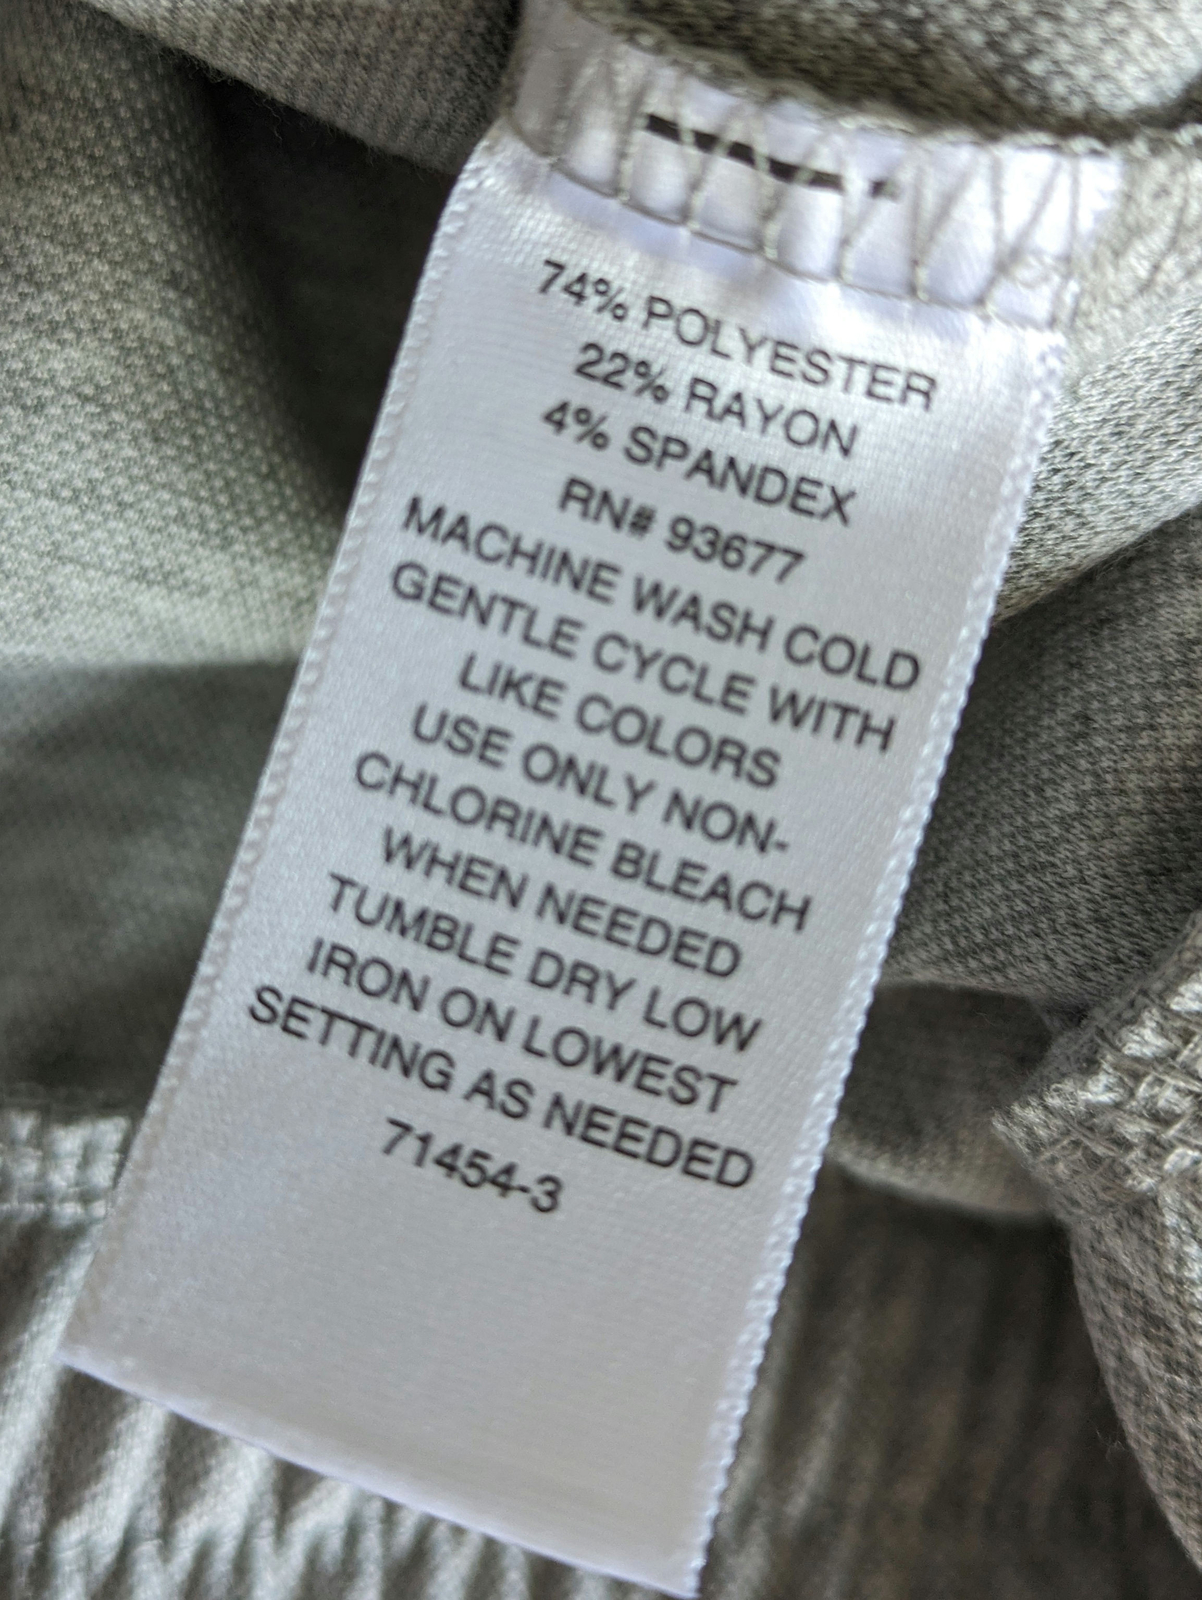 74% POLYESTER
22% RAYON
4% SPANDEX
RN# 93677
MACHINE WASH COLD
GENTLE CYCLE WITH
LIKE COLORS
USE ONLY NON-
CHLORINE BLEACH
WHEN NEEDED
TUMBLE DRY LOW
IRON ON LOWEST
SETTING AS NEEDED
71454-3